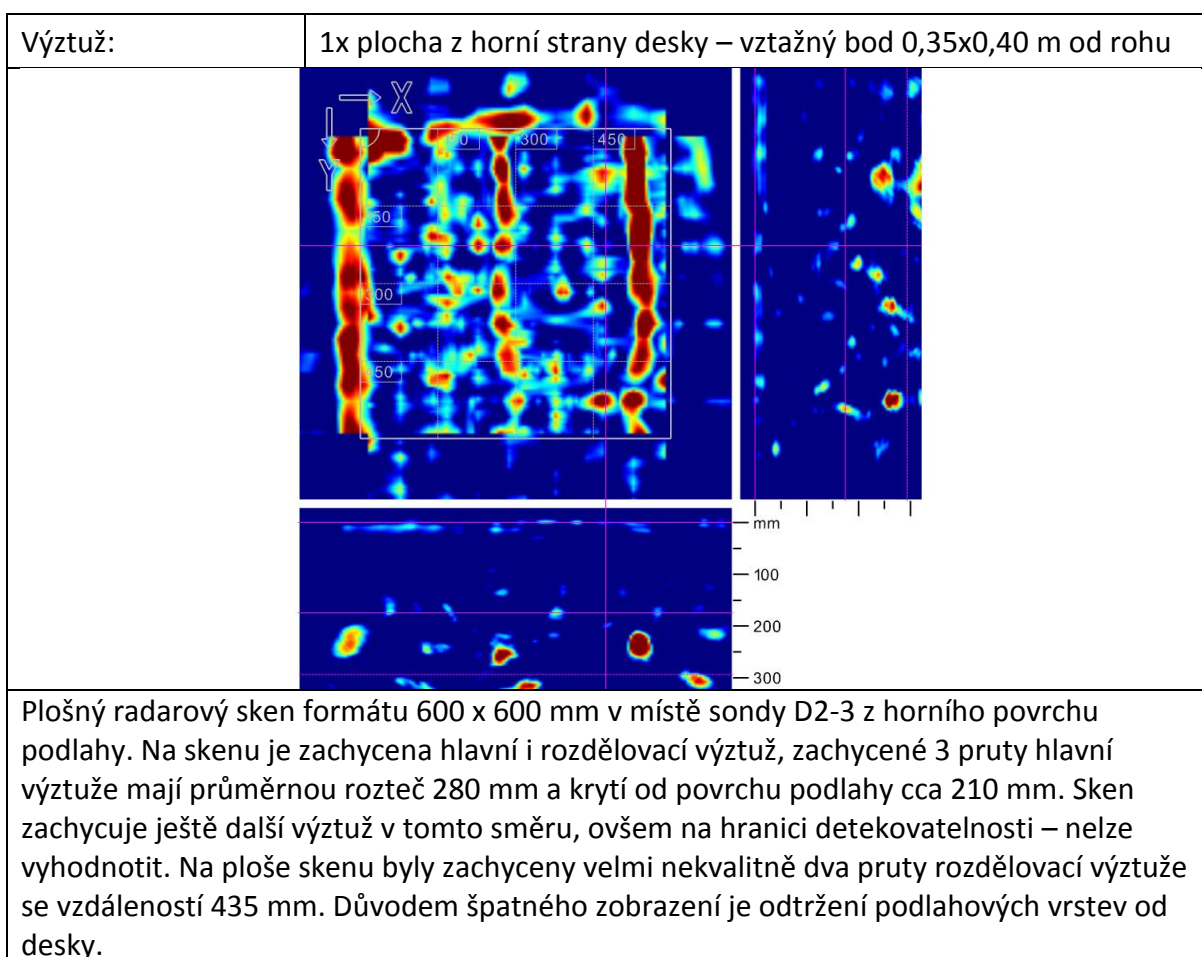 Výztuž:
1x plocha z horní strany desky – vztažný bod 0,35x0,40 m od rohu
X
Y
300
450
mm
100
200
300
Plošný radarový sken formátu 600 x 600 mm v místě sondy D2-3 z horního povrchu
podlahy. Na skenu je zachycena hlavní i rozdělovací výztuž, zachycené 3 pruty hlavní
výztuže mají průměrnou rozteč 280 mm a krytí od povrchu podlahy cca 210 mm. Sken
zachycuje ještě další výztuž v tomto směru, ovšem na hranici detekovatelnosti – nelze
vyhodnotit. Na ploše skenu byly zachyceny velmi nekvalitně dva pruty rozdělovací výztuže
se vzdáleností 435 mm. Důvodem špatného zobrazení je odtržení podlahových vrstev od
desky.